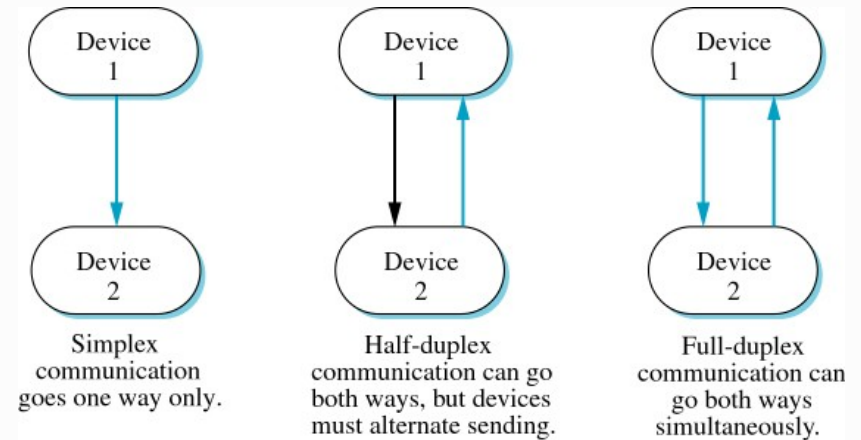 Device
1
Device
1
Device
1
Device
2
Device
2
Device
2
Simplex
communication
goes one way only.
Half-duplex
communication can go
both ways, but devices
must alternate sending.
Full-duplex
communication can
go both ways
simultaneously.